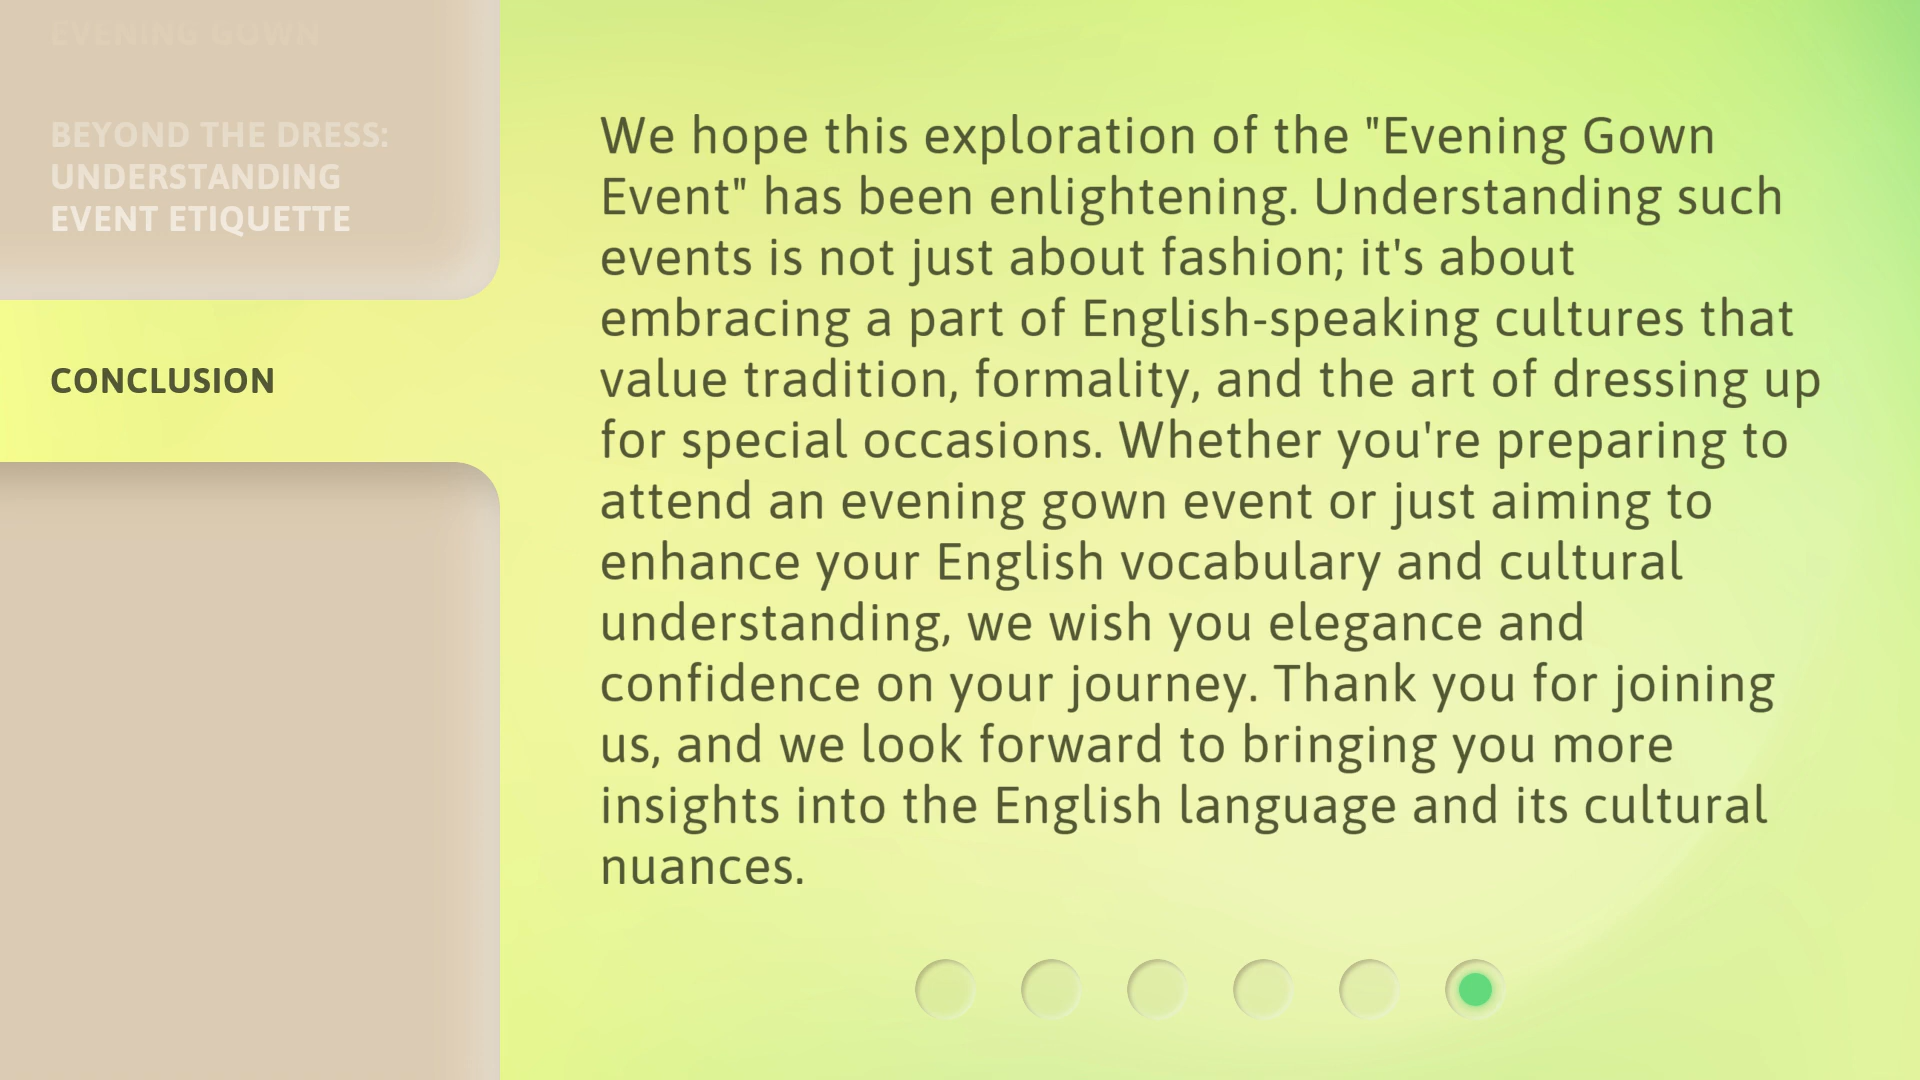 EVENING GOWN
BEYOND THE DRESS:
UNDERSTANDING
EVENT ETIQUETTE
CONCLUSION
We hope this exploration of the "Evening Gown
Event" has been enlightening. Understanding such
events is not just about fashion; it's about
embracing a part of English-speaking cultures that
value tradition, formality, and the art of dressing up
for special occasions. Whether you're preparing to
attend an evening gown event or just aiming to
enhance your English vocabulary and cultural
understanding, we wish you elegance and
confidence on your journey. Thank you for joining
us, and we look forward to bringing you more
insights into the English language and its cultural
nuances.